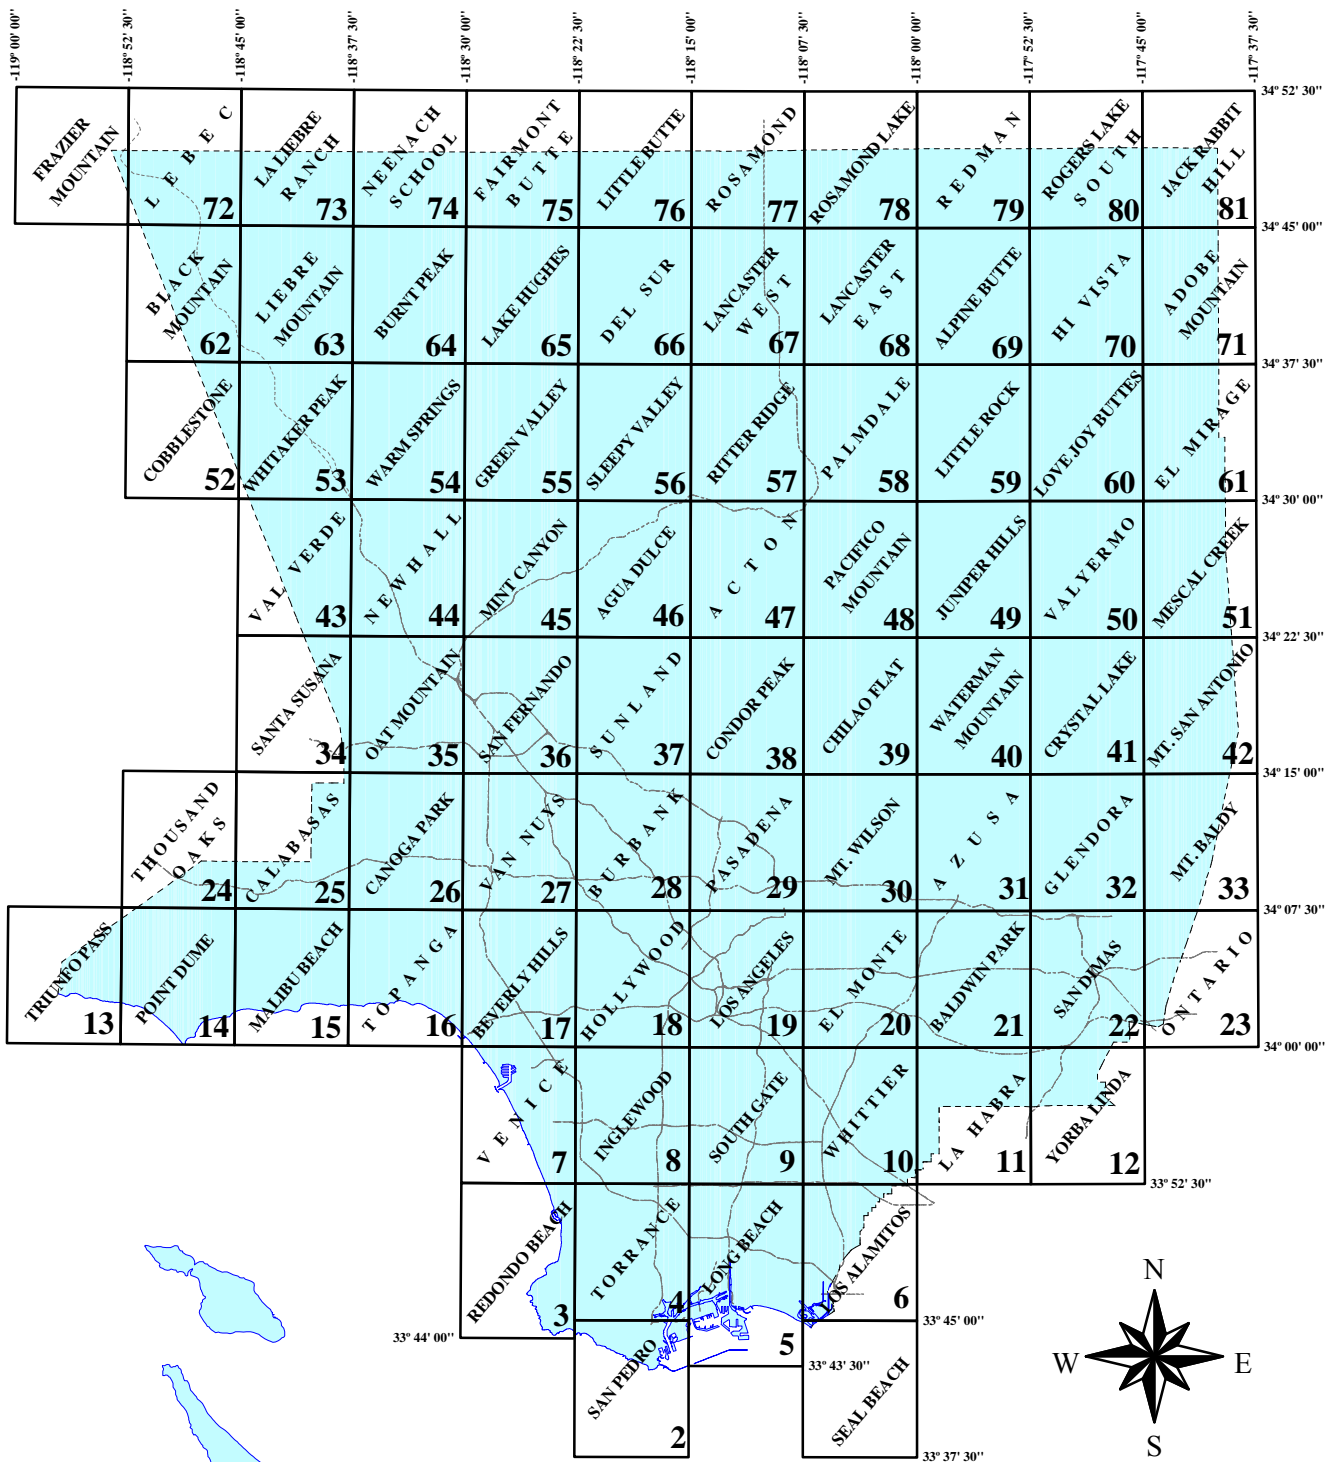 -119° 00' 00"
-118° 52' 30"
-118° 45' 00"
-118° 37' 30"
-118° 30' 00"
-118° 22' 30"
-118° 15' 00"
-118° 07' 30"
-118° 00' 00"
-117° 52' 30"
-117° 45' 00"
-117° 37' 30"
34° 52' 30"
FRAZIER
MOUNTAIN
LEBEC
72
LA LIEBRE
RANCH
73
NEENACH
SCHOOL
74
FAIRMONT
BUTTE
75
LITTLE BUTTE
76
ROSAMOND
77
ROSAMOND LAKE
78
REDMAN
79
ROGERS LAKE
SOUTH
80
JACK RABBIT
HILL
81
34° 45' 00"
BLACK
MOUNTAIN
62
LIEBRE
MOUNTAIN
63
BURNT PEAK
64
LAKE HUGHES
65
DEL SUR
66
LANCASTER
WEST
67
LANCASTER
EAST
68
ALPINE BUTTE
69
HI VISTA
70
ADOBE
MOUNTAIN
71
34° 37' 30"
COBBLESTONE
52
WHITAKER PEAK
53
WARM SPRINGS
54
GREEN VALLEY
55
SLEEPY VALLEY
56
RITTER RIDGE
57
PALMDALE
58
LITTLE ROCK
59
LOVE JOY BUTTES
60
EL MIRAGE
61
34° 30' 00"
VAL VERDE
43
NEWHALL
44
MINT CANYON
45
AGUA DULCE
46
ACTON
47
PACIFICO
MOUNTAIN
48
JUNIPER HILLS
49
VALYERMO
50
MESCAL CREEK
51
34° 22' 30"
SANTA SUSANA
34
OAT MOUNTAIN
35
SAN FERNANDO
36
SUNLAND
37
CONDOR PEAK
38
CHILAO FLAT
39
WATERMAN
MOUNTAIN
40
CRYSTAL LAKE
41
MT. SAN ANTONIO
42
34° 15' 00"
THOUSAND
OAKS
24
CALABASAS
25
CANOGA PARK
26
VAN NUYS
27
BURBANK
28
PASADENA
29
MT. WILSON
30
AZUSA
31
GLENDORA
32
MT. BALDY
33
34° 07' 30"
TRIUNFO PASS
13
POINT DUME
14
MALIBU BEACH
15
TOPANGA
16
BEVERLY HILLS
17
HOLLYWOOD
18
LOS ANGELES
19
EL MONTE
20
BALDWIN PARK
21
SAN DIMAS
22
ONTARIO
23
34° 00' 00"
VENICE
7
INGLEWOOD
8
SOUTH GATE
9
WHITTIER
10
LA HABRA
11
YORBA LINDA
12
33° 52' 30"
REDONDO BEACH
3
TORRANCE
4
LONG BEACH
LOS ALAMITOS
6
33° 45' 00"
33° 44' 00"
SAN PEDRO
2
5
33° 43' 30"
SEAL BEACH
33° 37' 30"
N
W
E
S